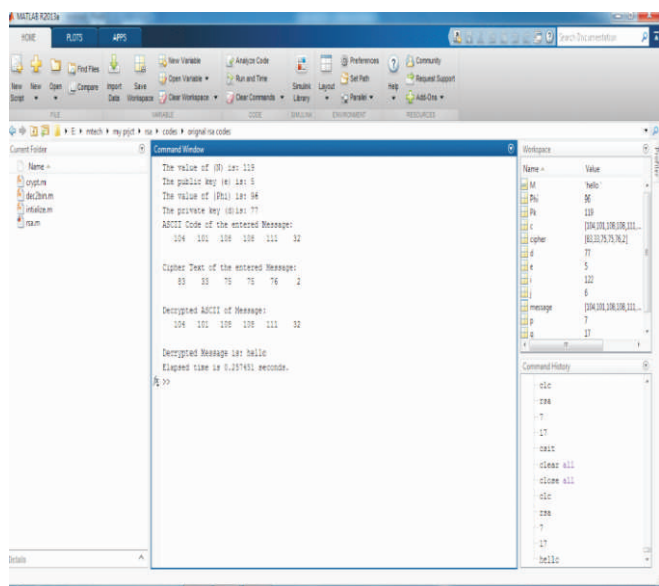 MATLAB R2013a
HOME PLOTS APPS
Search Documentation
New Script New Open Find Files Compare Import Data Save Workspace New Variable Open Variable Clear Workspace Analyze Code Run and Time Clear Commands Simulink Library Layout Preferences Set Path Parallel Help Community Request Support Add-Ons
FILE VARIABLE CODE SIMULINK ENVIRONMENT RESOURCES
E: mtech my pjct rsa codes orignal rsa codes
Current Folder
Name
crypt.m
dec2bin.m
intialize.m
rsa.m
Details
Command Window
The value of (N) is: 119
The public key (e) is: 5
The value of (Phi) is: 96
The private key (d)is: 77
ASCII Code of the entered Message:
104 101 108 108 111 32
Cipher Text of the entered Message:
83 33 75 75 76 2
Decrypted ASCII of Message:
104 101 108 108 111 32
Decrypted Message is: hello
Elapsed time is 0.257651 seconds.
fx >>
Workspace
Name Value
M 'hello '
Phi 96
Pk 119
c [104,101,108,108,111,...
cipher [83,33,75,75,76,2]
d 77
e 5
i 122
j 6
message [104,101,108,108,111,...
p 7
q 17
Command History
clc
rsa
7
17
clear all
close all
clc
rsa
7
17
hello